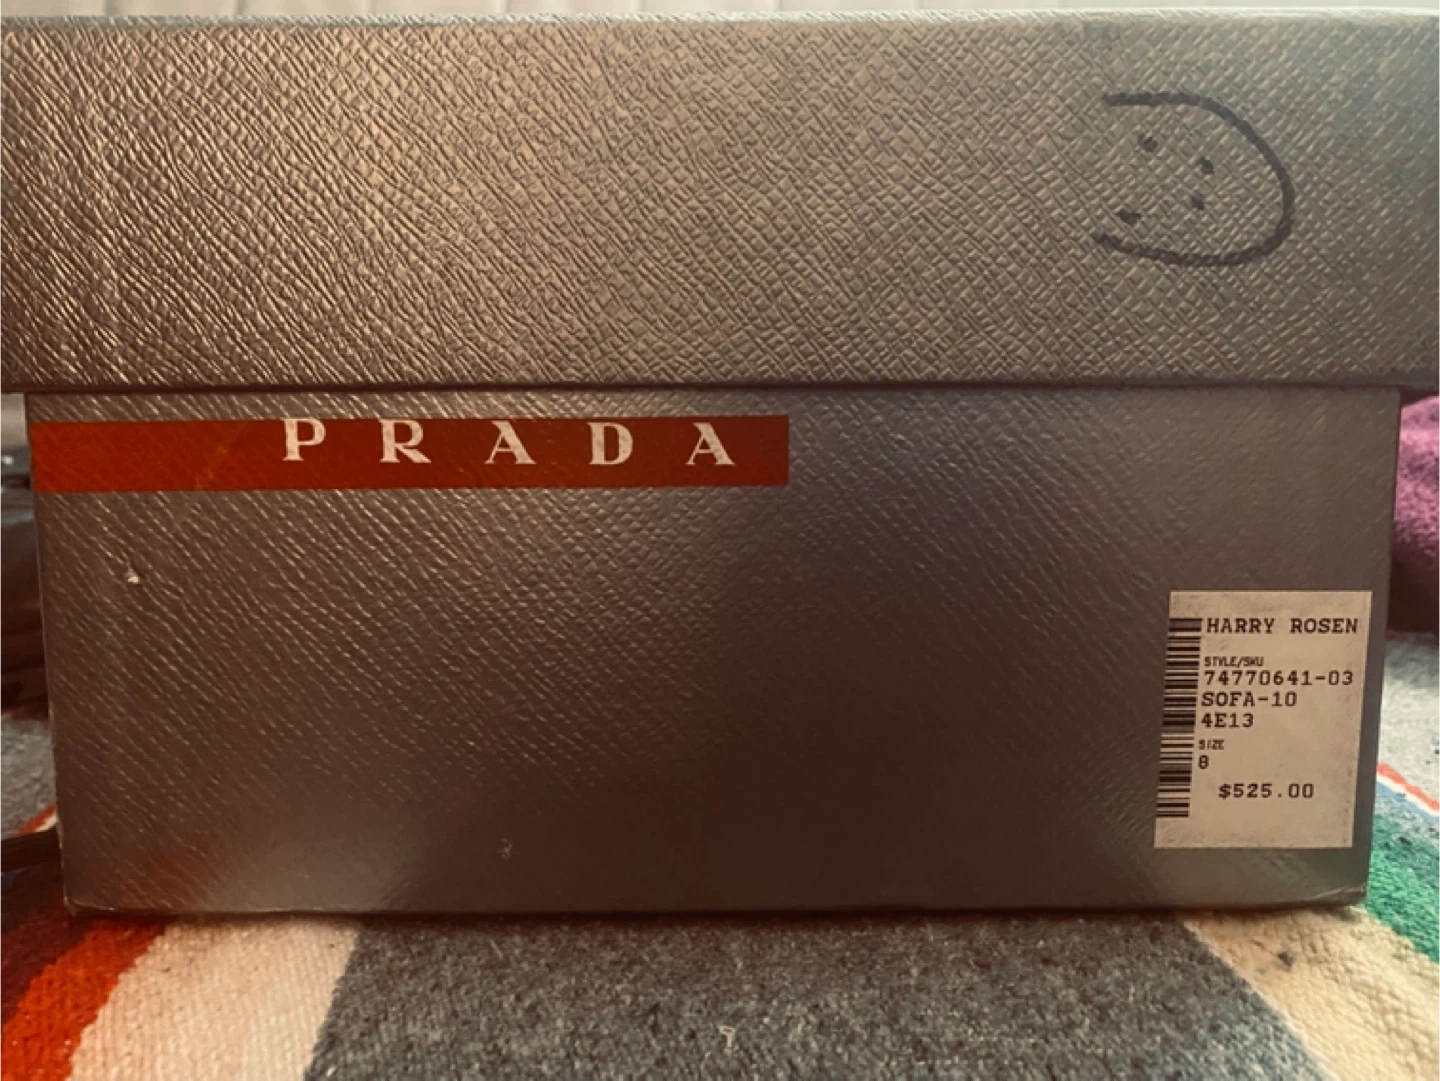 PRADA
HARRY ROSEN
STYLE/SKU
74770641-03
SOFA-10
4E13
SIZE
8
$525.00